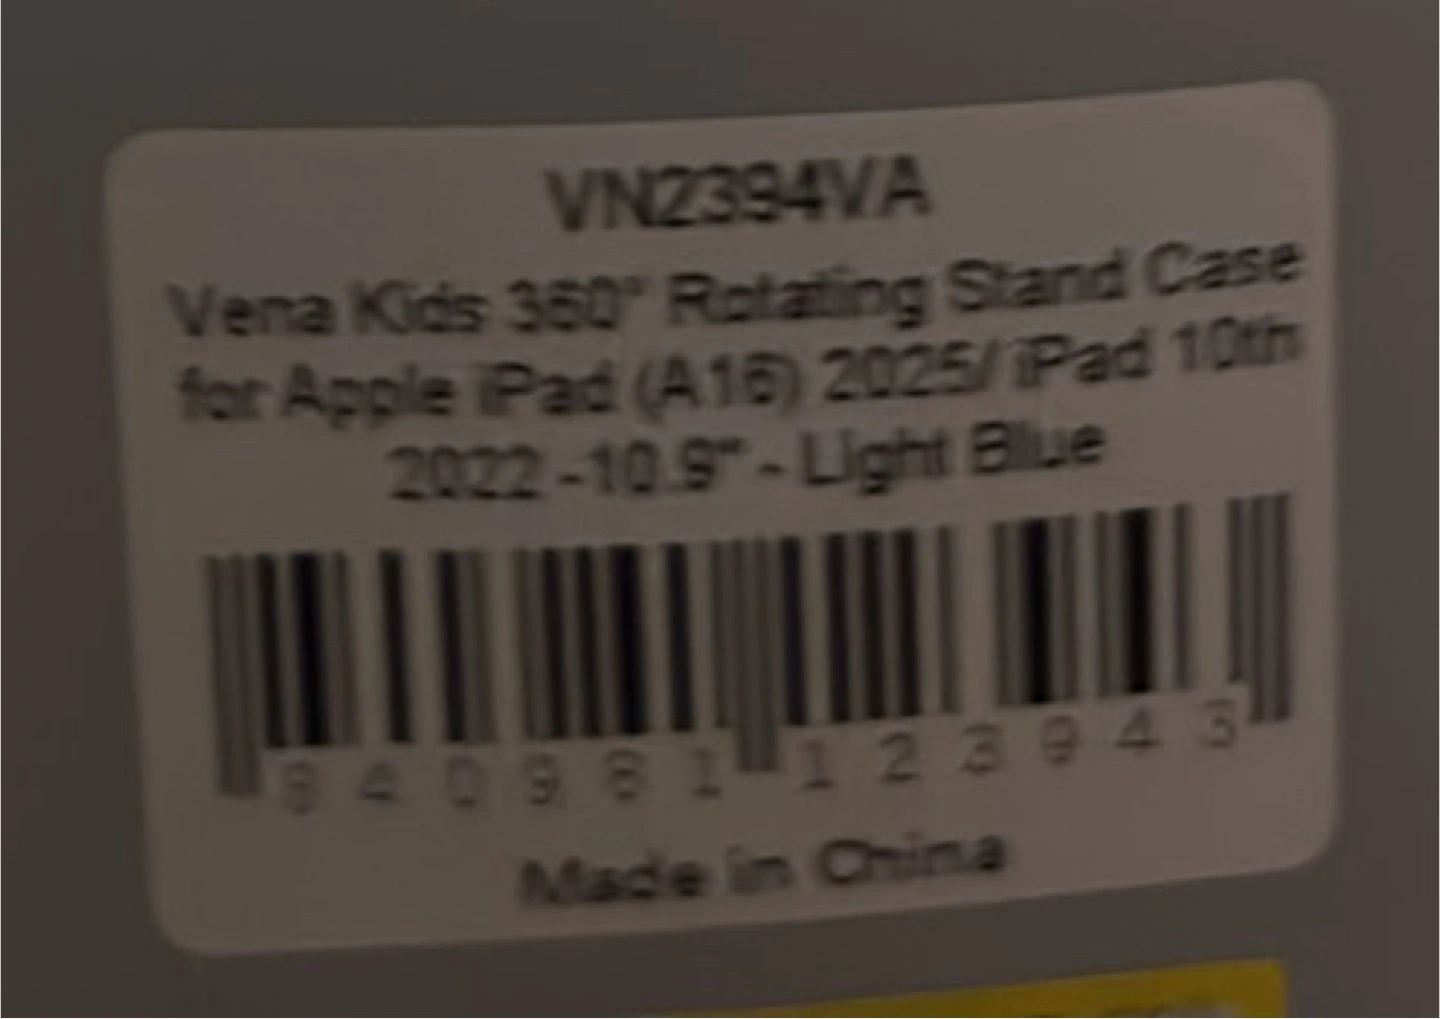 VN2394VA
Vena Kids 360° Rotating Stand Case
for Apple iPad (A16) 2025/ iPad 10th
2022 -10.9" - Light Blue
8 4 0 9 8 1 1 2 3 9 4 3
Made in China